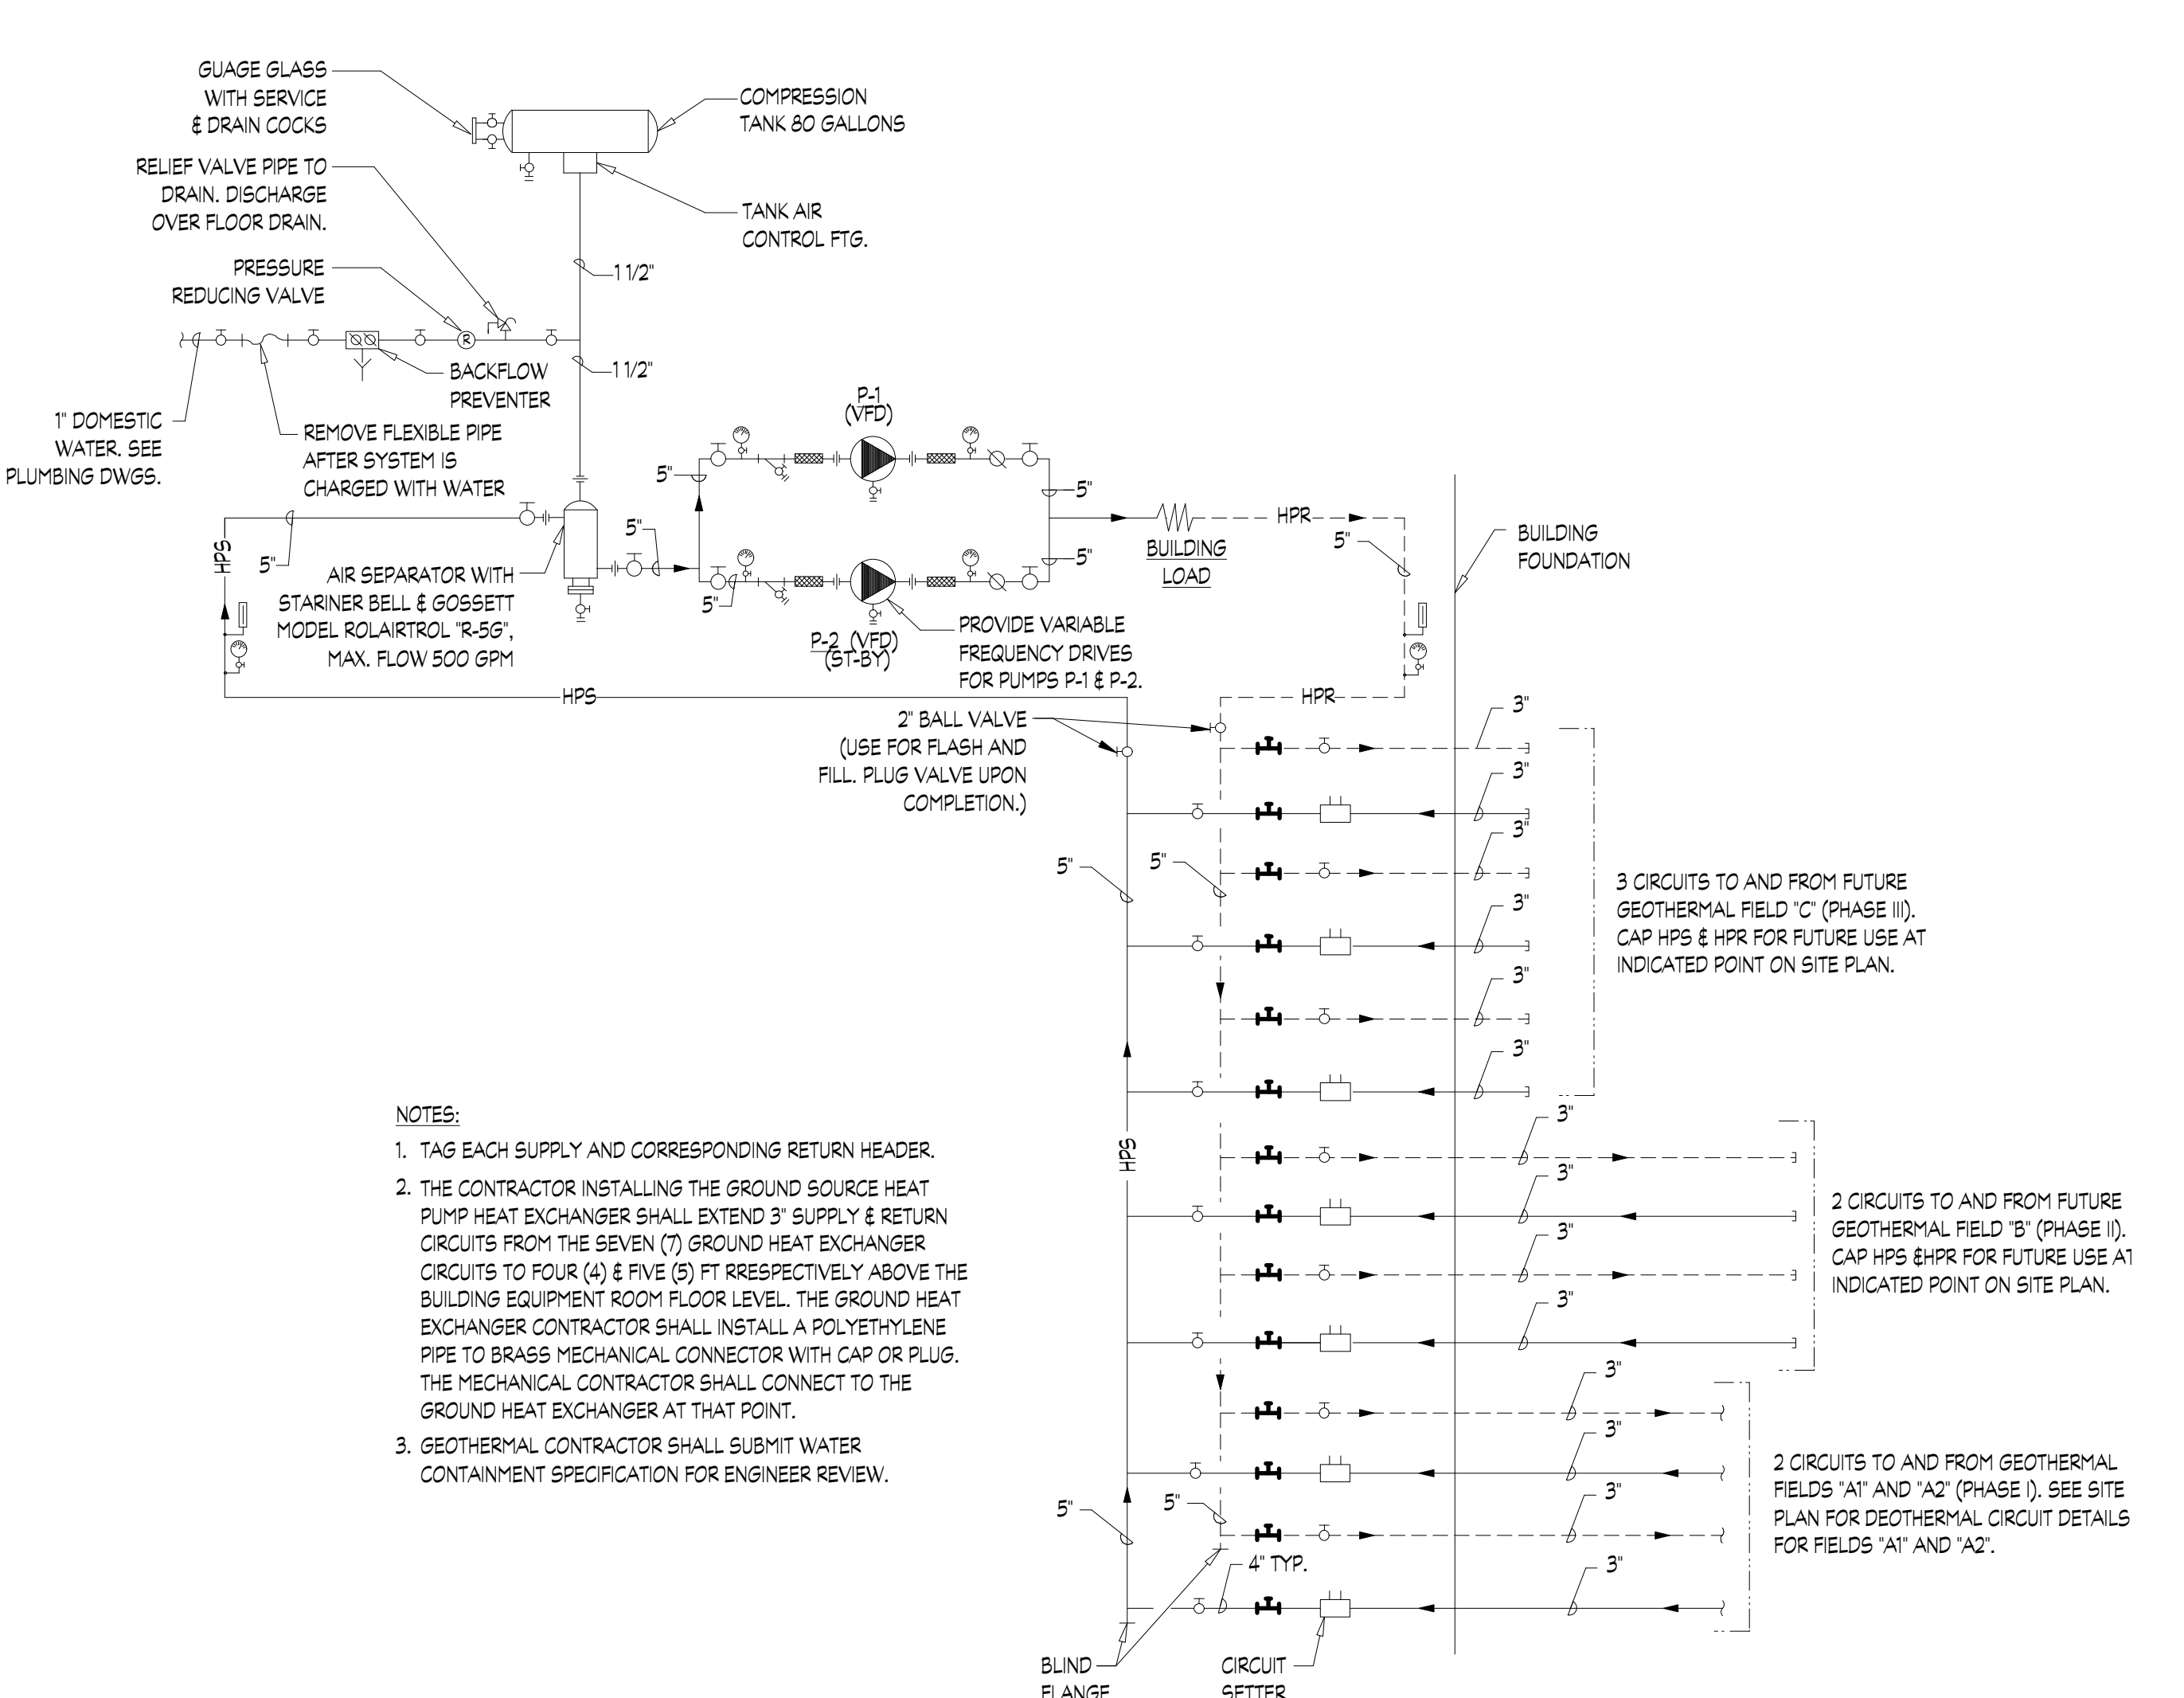 GUAGE GLASS
WITH SERVICE
& DRAIN COCKS
COMPRESSION
TANK 80 GALLONS
RELIEF VALVE PIPE TO
DRAIN. DISCHARGE
OVER FLOOR DRAIN.
TANK AIR
CONTROL FTG.
PRESSURE
REDUCING VALVE
1 1/2"
R
1 1/2"
BACKFLOW
PREVENTER
1" DOMESTIC
WATER. SEE
PLUMBING DWGS.
REMOVE FLEXIBLE PIPE
AFTER SYSTEM IS
CHARGED WITH WATER
P-1
(VFD)
5"
5"
5"
5"
5"
5"
HPS
5"
AIR SEPARATOR WITH
STARINER BELL & GOSSETT
MODEL ROLAIRTROL "R-5G",
MAX. FLOW 500 GPM
P-2 (VFD)
(ST-BY)
PROVIDE VARIABLE
FREQUENCY DRIVES
FOR PUMPS P-1 & P-2.
BUILDING
LOAD
HPR
BUILDING
FOUNDATION
HPS
HPR
2" BALL VALVE
(USE FOR FLASH AND
FILL. PLUG VALVE UPON
COMPLETION.)
3"
3"
3"
5"
5"
3"
3"
3"
3 CIRCUITS TO AND FROM FUTURE
GEOTHERMAL FIELD "C" (PHASE III).
CAP HPS & HPR FOR FUTURE USE AT
INDICATED POINT ON SITE PLAN.
HPS
3"
3"
3"
3"
2 CIRCUITS TO AND FROM FUTURE
GEOTHERMAL FIELD "B" (PHASE II).
CAP HPS &HPR FOR FUTURE USE AT
INDICATED POINT ON SITE PLAN.
3"
3"
3"
3"
5"
5"
4" TYP.
2 CIRCUITS TO AND FROM GEOTHERMAL
FIELDS "A1" AND "A2" (PHASE I). SEE SITE
PLAN FOR DEOTHERMAL CIRCUIT DETAILS
FOR FIELDS "A1" AND "A2".
BLIND
FLANGE
CIRCUIT
SETTER
NOTES:
1. TAG EACH SUPPLY AND CORRESPONDING RETURN HEADER.
2. THE CONTRACTOR INSTALLING THE GROUND SOURCE HEAT
PUMP HEAT EXCHANGER SHALL EXTEND 3" SUPPLY & RETURN
CIRCUITS FROM THE SEVEN (7) GROUND HEAT EXCHANGER
CIRCUITS TO FOUR (4) & FIVE (5) FT RRESPECTIVELY ABOVE THE
BUILDING EQUIPMENT ROOM FLOOR LEVEL. THE GROUND HEAT
EXCHANGER CONTRACTOR SHALL INSTALL A POLYETHYLENE
PIPE TO BRASS MECHANICAL CONNECTOR WITH CAP OR PLUG.
THE MECHANICAL CONTRACTOR SHALL CONNECT TO THE
GROUND HEAT EXCHANGER AT THAT POINT.
3. GEOTHERMAL CONTRACTOR SHALL SUBMIT WATER
CONTAINMENT SPECIFICATION FOR ENGINEER REVIEW.